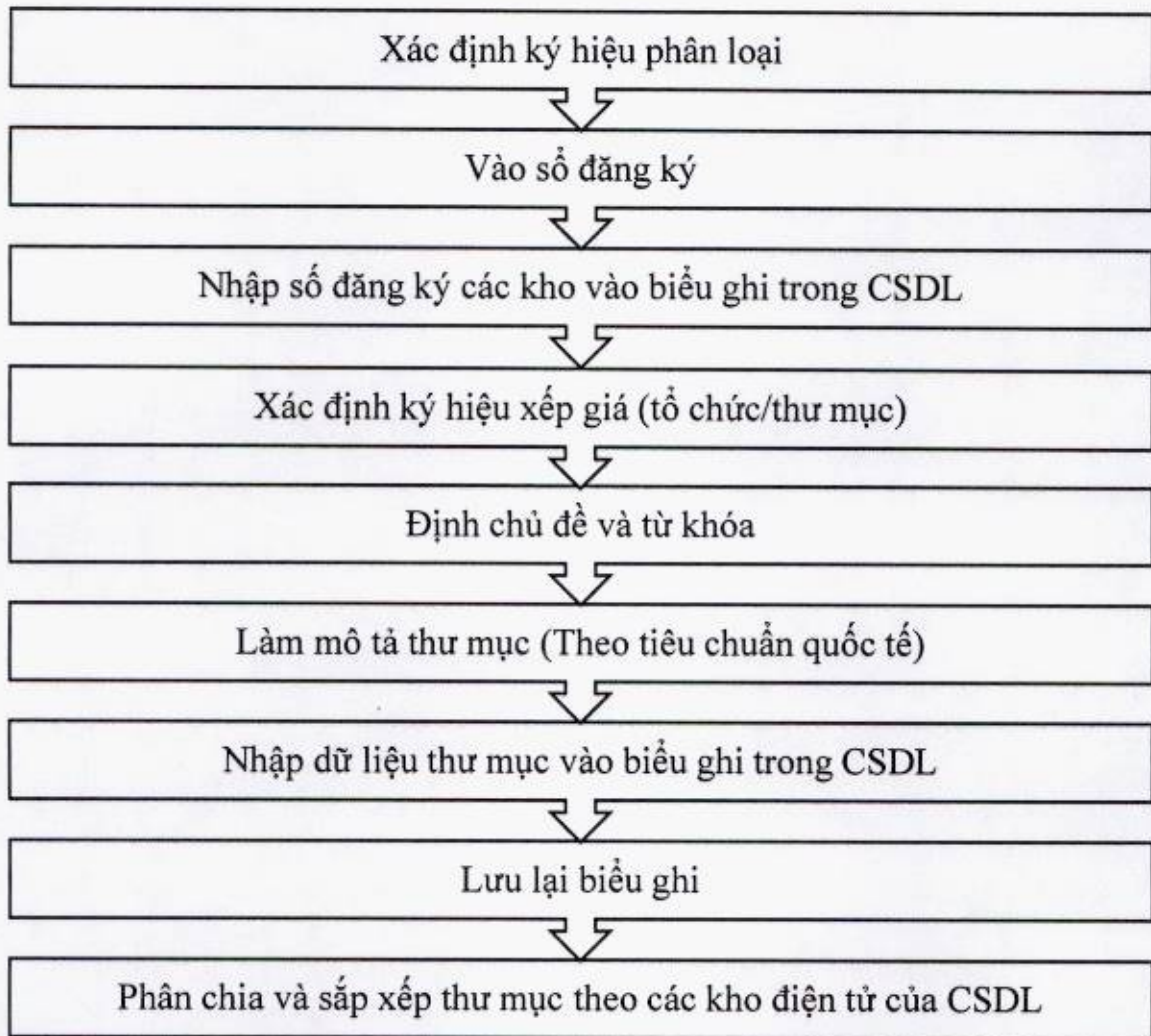 Xác định ký hiệu phân loại
Vào sổ đăng ký
Nhập số đăng ký các kho vào biểu ghi trong CSDL
Xác định ký hiệu xếp giá (tổ chức/thư mục)
Định chủ đề và từ khóa
Làm mô tả thư mục (Theo tiêu chuẩn quốc tế)
Nhập dữ liệu thư mục vào biểu ghi trong CSDL
Lưu lại biểu ghi
Phân chia và sắp xếp thư mục theo các kho điện tử của CSDL